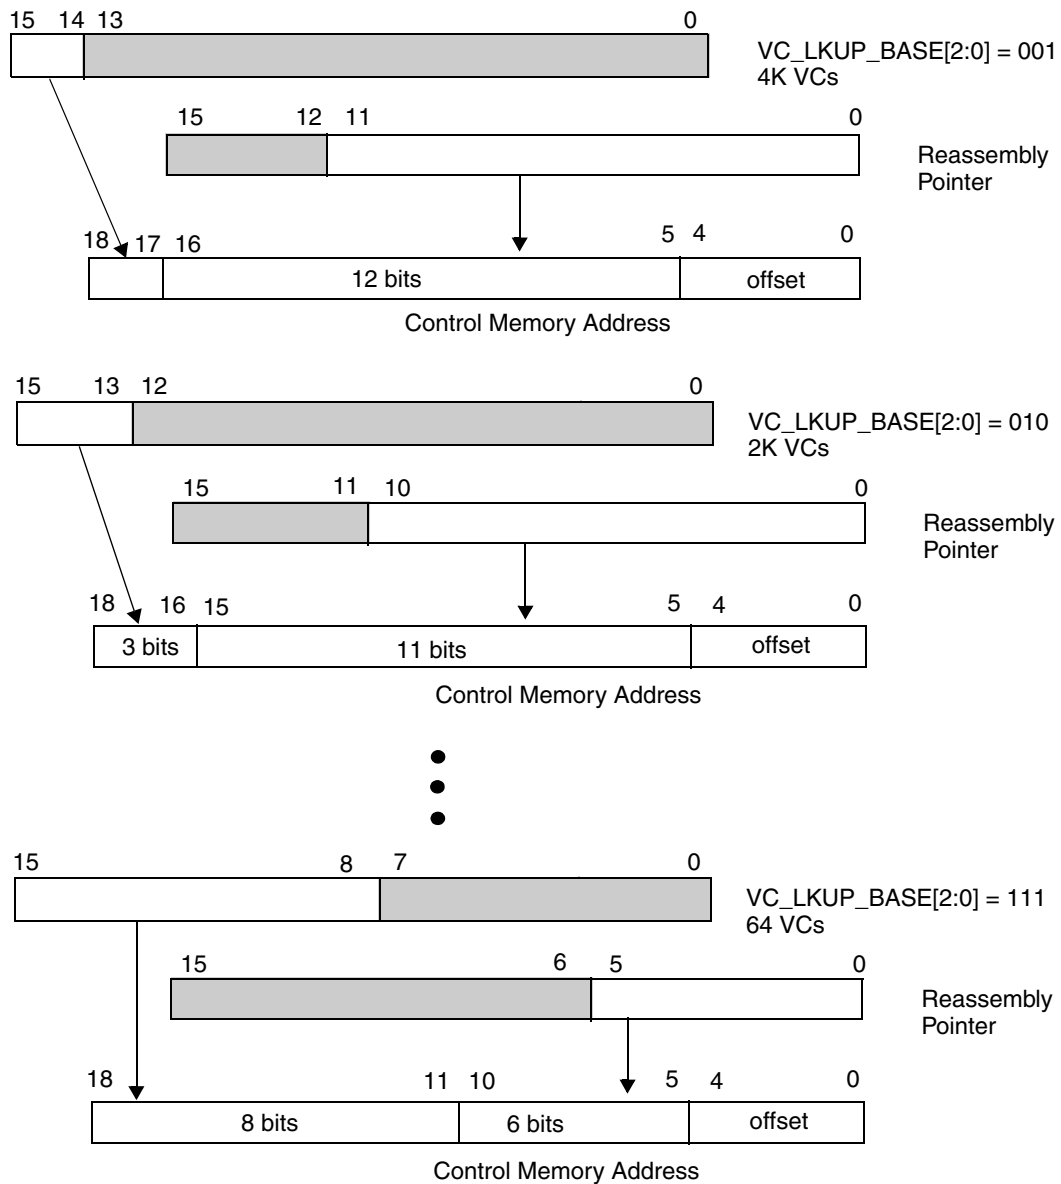 15 14 13 0
VC_LKUP_BASE[2:0] = 001
4K VCs
15 12 11 0
Reassembly
Pointer
18 17 16 5 4 0
12 bits offset
Control Memory Address
15 13 12 0
VC_LKUP_BASE[2:0] = 010
2K VCs
15 11 10 0
Reassembly
Pointer
18 16 15 5 4 0
3 bits 11 bits offset
Control Memory Address
15 8 7 0
VC_LKUP_BASE[2:0] = 111
64 VCs
15 6 5 0
Reassembly
Pointer
18 11 10 5 4 0
8 bits 6 bits offset
Control Memory Address